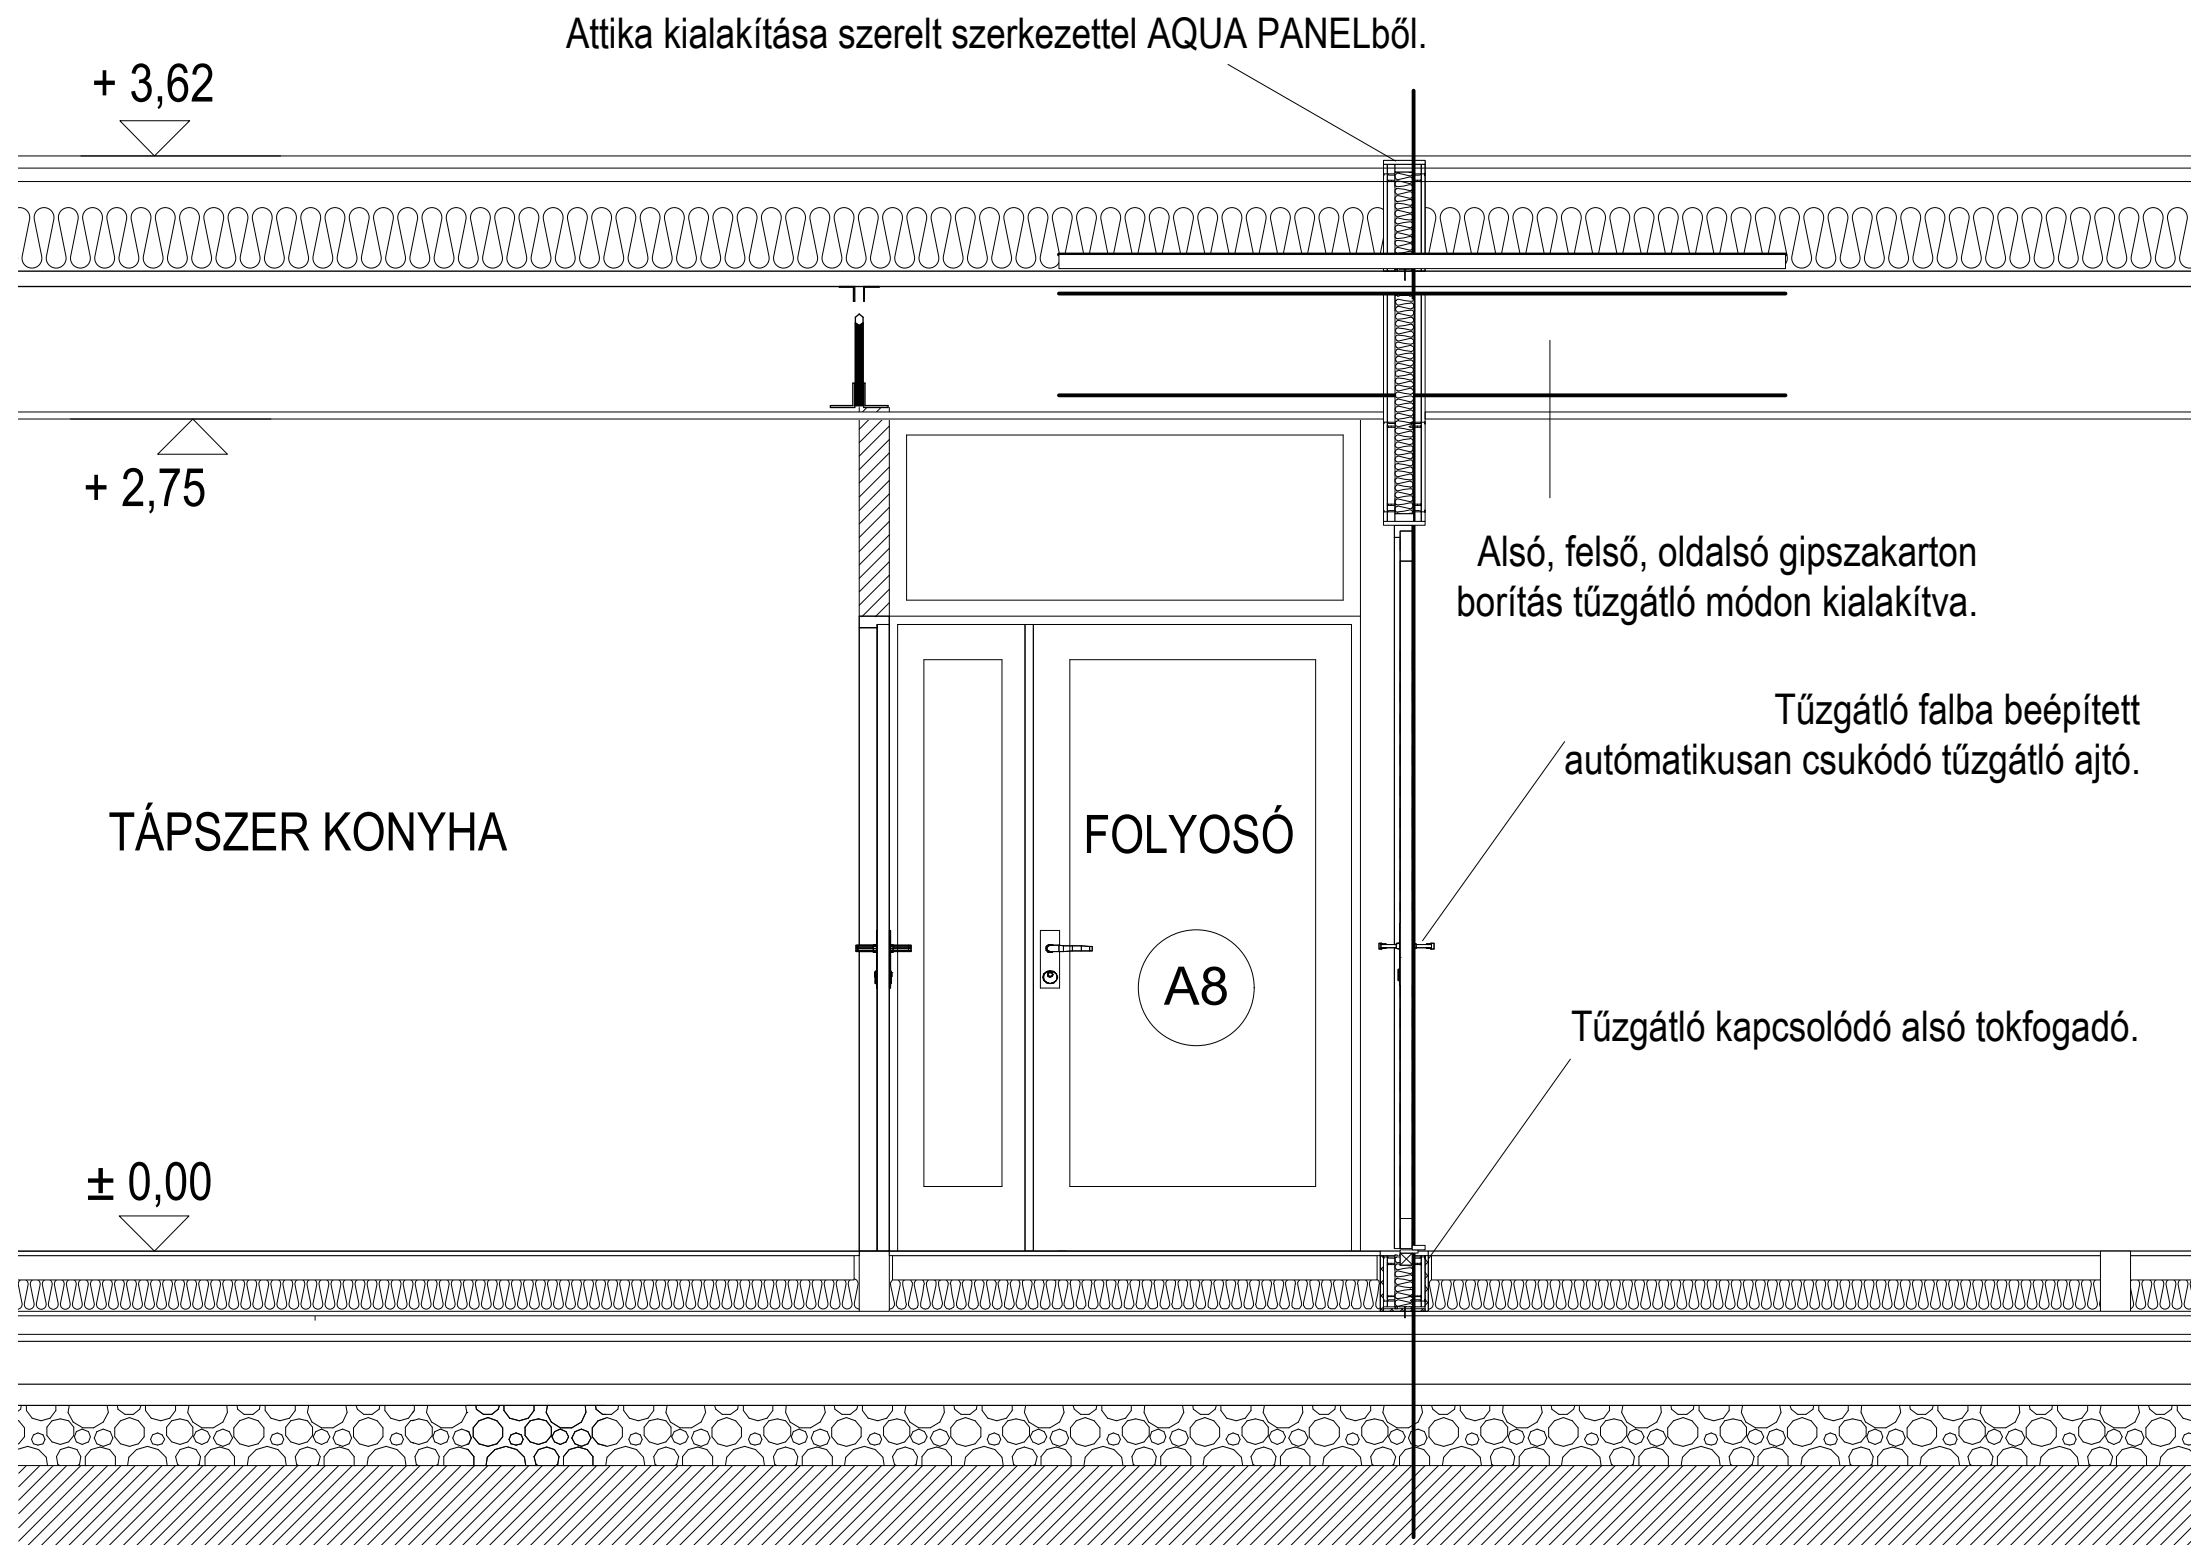 Attika kialakítása szerelt szerkezettel AQUA PANELből.
+ 3,62
+ 2,75
Alsó, felső, oldalsó gipszakarton
borítás tűzgátló módon kialakítva.
Tűzgátló falba beépített
autómatikusan csukódó tűzgátló ajtó.
TÁPSZER KONYHA
FOLYOSÓ
A8
Tűzgátló kapcsolódó alsó tokfogadó.
± 0,00